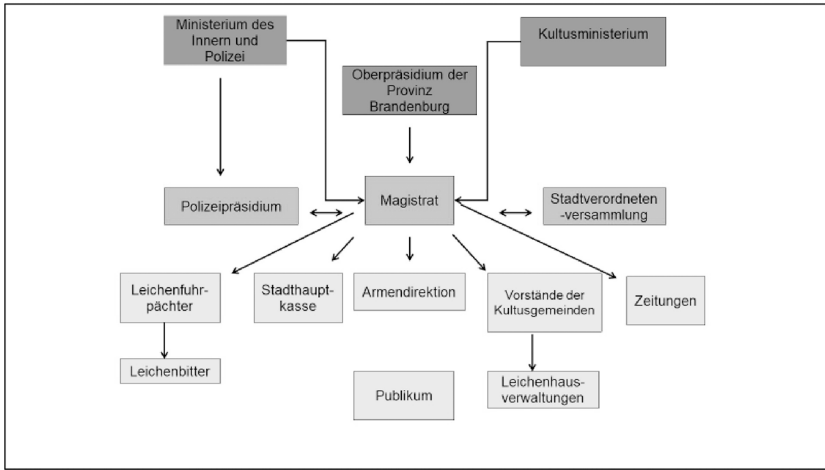 Ministerium des
Innern und
Polizei
Kultusministerium
Oberpräsidium der
Provinz
Brandenburg
Polizeipräsidium
Magistrat
Stadtverordneten
-versammlung
Leichenfuhr-
pächter
Stadthaupt-
kasse
Armendirektion
Vorstände der
Kultusgemeinden
Zeitungen
Leichenbitter
Publikum
Leichenhaus-
verwaltungen